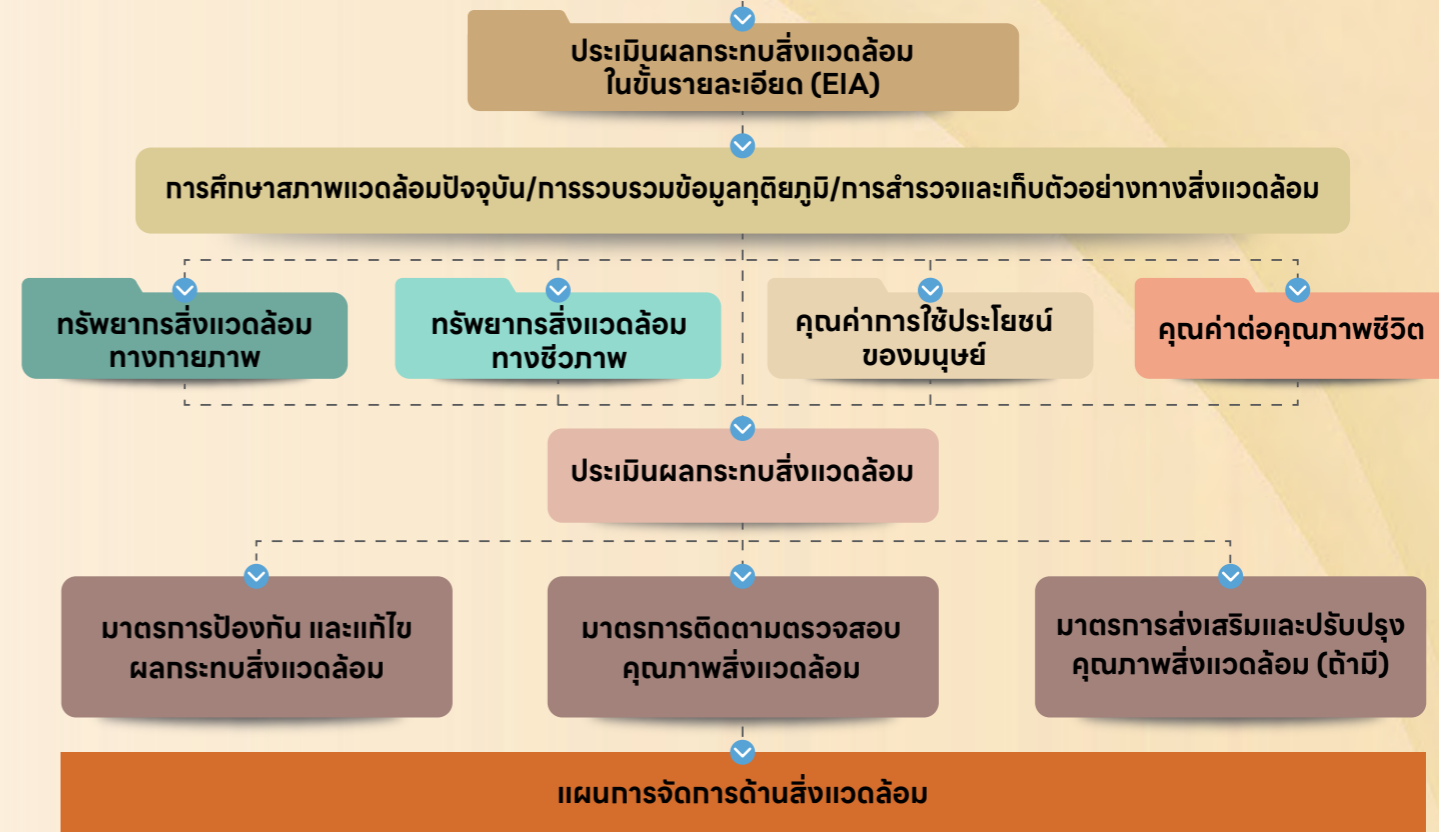 ประเมินผลกระทบสิ่งแวดล้อม
ในขั้นรายละเอียด (EIA)
การศึกษาสภาพแวดล้อมปัจจุบัน/การรวบรวมข้อมูลทุติยภูมิ/การสำรวจและเก็บตัวอย่างทางสิ่งแวดล้อม
ทรัพยากรสิ่งแวดล้อม
ทางกายภาพ
ทรัพยากรสิ่งแวดล้อม
ทางชีวภาพ
คุณค่าการใช้ประโยชน์
ของมนุษย์
คุณค่าต่อคุณภาพชีวิต
ประเมินผลกระทบสิ่งแวดล้อม
มาตรการป้องกัน และแก้ไข
ผลกระทบสิ่งแวดล้อม
มาตรการติดตามตรวจสอบ
คุณภาพสิ่งแวดล้อม
มาตรการส่งเสริมและปรับปรุง
คุณภาพสิ่งแวดล้อม (ถ้ามี)
แผนการจัดการด้านสิ่งแวดล้อม